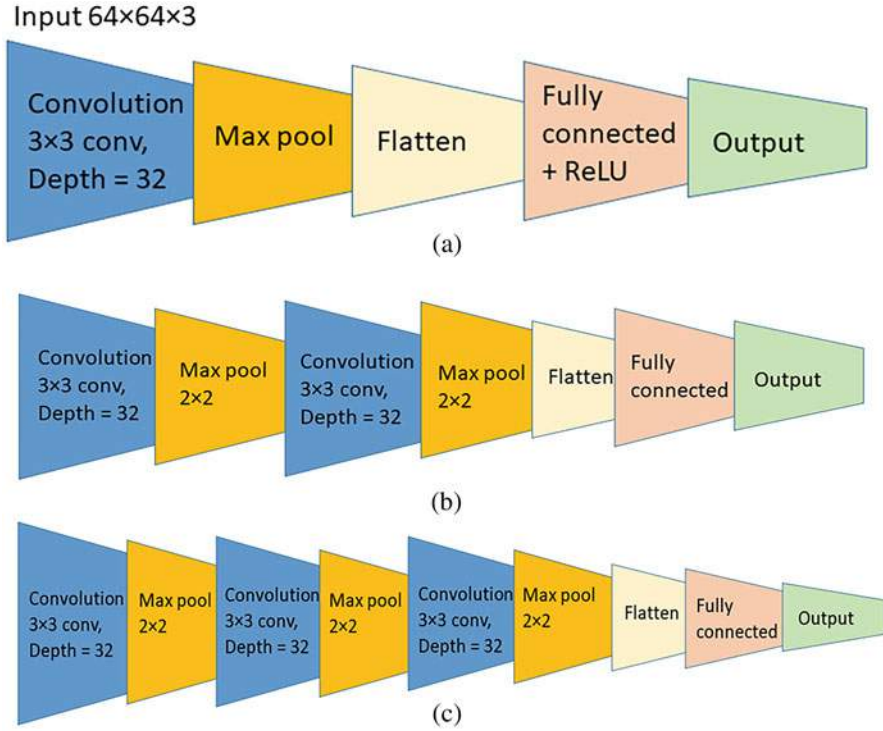 Input 64×64×3
Convolution
3×3 conv,
Depth = 32
Max pool
Flatten
Fully
connected
+ ReLU
Output
(a)
Convolution
3×3 conv,
Depth = 32
Max pool
2×2
Convolution
3×3 conv,
Depth = 32
Max pool
2×2
Flatten
Fully
connected
Output
(b)
Convolution
3×3 conv,
Depth = 32
Max pool
2×2
Convolution
3×3 conv,
Depth = 32
Max pool
2×2
Convolution
3×3 conv,
Depth = 32
Max pool
2×2
Flatten
Fully
connected
Output
(c)